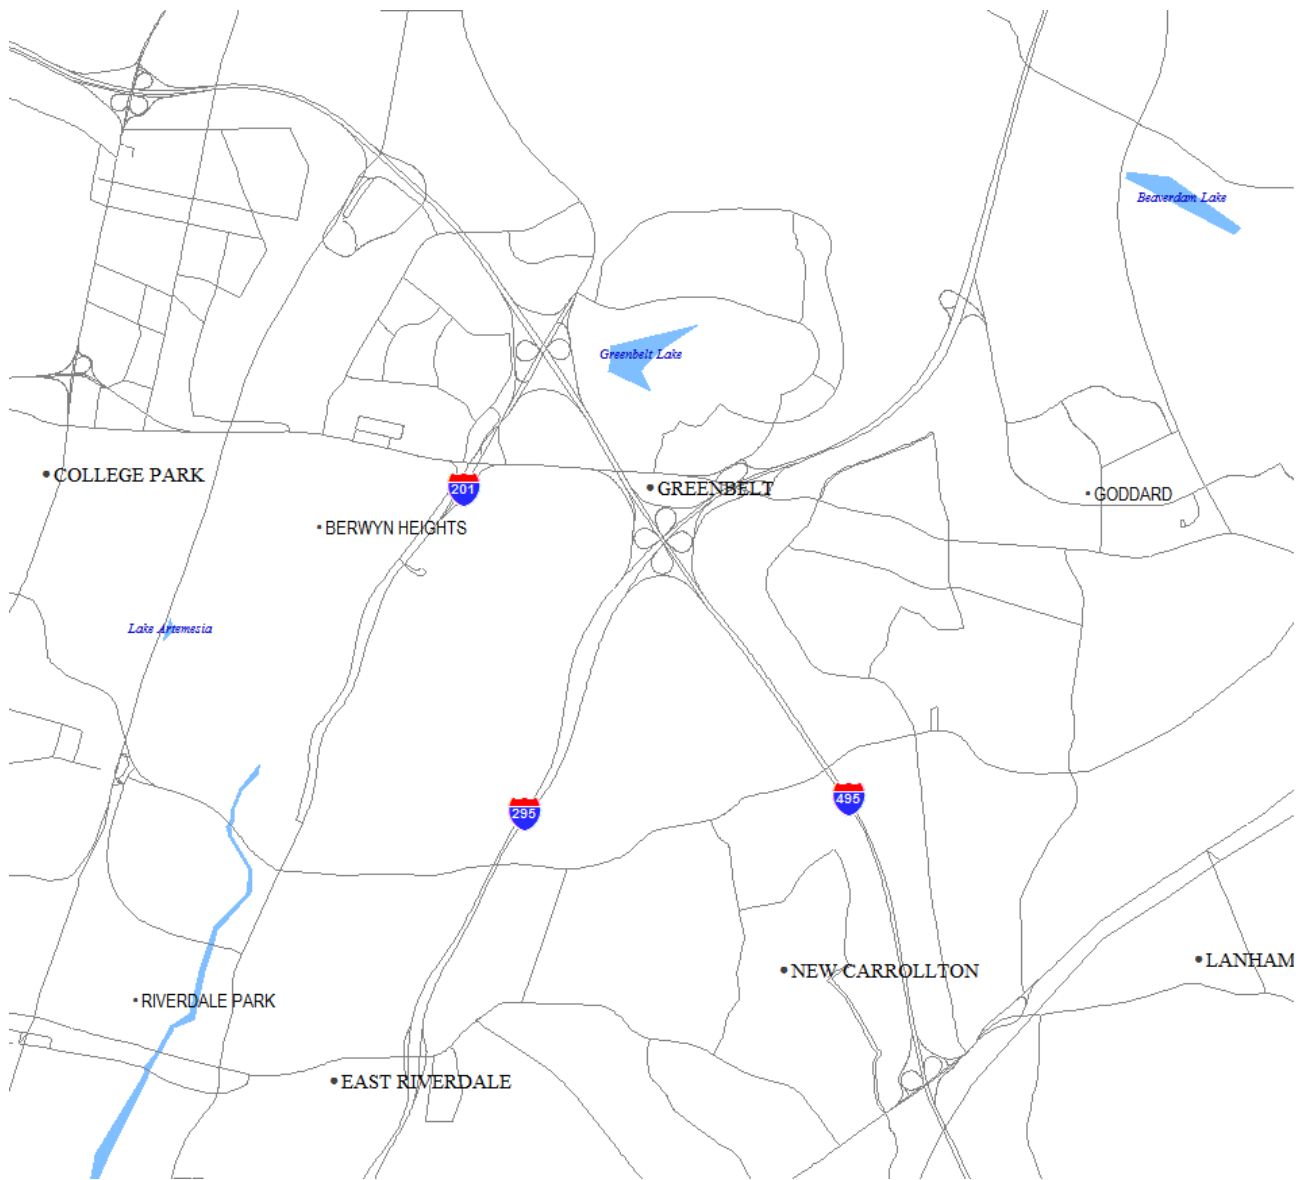 Beaverdam Lake
Greenbelt Lake
COLLEGE PARK
201
GREENBELT
GODDARD
BERWYN HEIGHTS
Lake Artemesia
295
495
NEW CARROLLTON
LANHAM
RIVERDALE PARK
EAST RIVERDALE